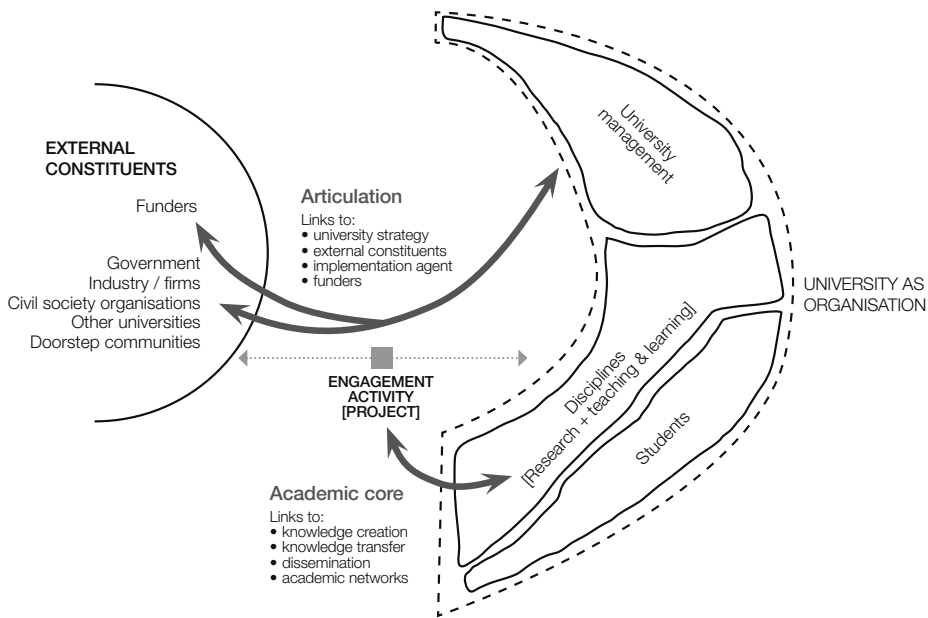 EXTERNAL
CONSTITUENTS
Funders
Government
Industry / firms
Civil society organisations
Other universities
Doorstep communities
Articulation
Links to:
• university strategy
• external constituents
• implementation agent
• funders
ENGAGEMENT
ACTIVITY
[PROJECT]
Academic core
Links to:
• knowledge creation
• knowledge transfer
• dissemination
• academic networks
University
management
Disciplines
[Research + teaching & learning]
Students
UNIVERSITY AS
ORGANISATION